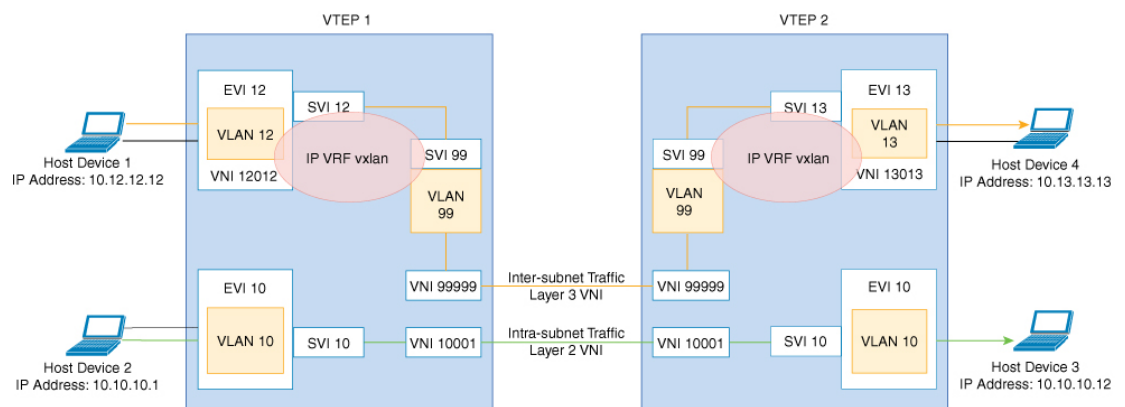 VTEP 1
VTEP 2
EVI 12
SVI 12
VLAN 12
IP VRF vxlan
SVI 99
VNI 12012
VLAN
99
Host Device 1
IP Address: 10.12.12.12
SVI 13
EVI 13
VLAN
13
IP VRF vxlan
SVI 99
VNI 13013
VLAN
99
Host Device 4
IP Address: 10.13.13.13
VNI 99999
Inter-subnet Traffic
Layer 3 VNI
VNI 99999
EVI 10
VLAN 10
SVI 10
VNI 10001
Intra-subnet Traffic
Layer 2 VNI
VNI 10001
SVI 10
EVI 10
VLAN 10
Host Device 2
IP Address: 10.10.10.1
Host Device 3
IP Address: 10.10.10.12